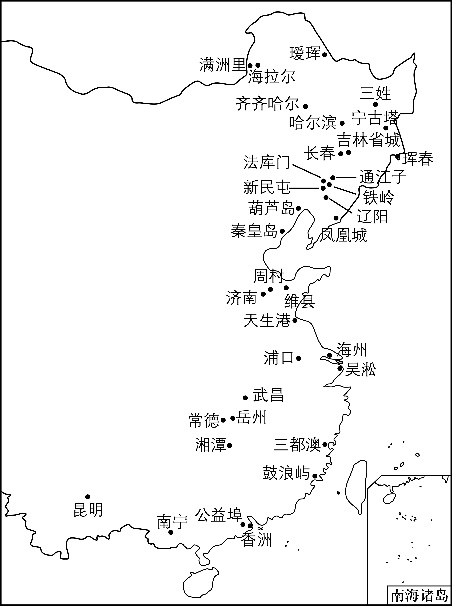 瑷珲
满洲里
海拉尔
三姓
齐齐哈尔
宁古塔
哈尔滨
吉林省城
长春
珲春
法库门
通江子
新民屯
铁岭
葫芦岛
辽阳
秦皇岛
凤凰城
周村
济南
维县
天生港
海州
浦口
吴淞
武昌
常德
岳州
湘潭
三都澳
鼓浪屿
昆明
南宁
公益埠
香洲
南海诸岛